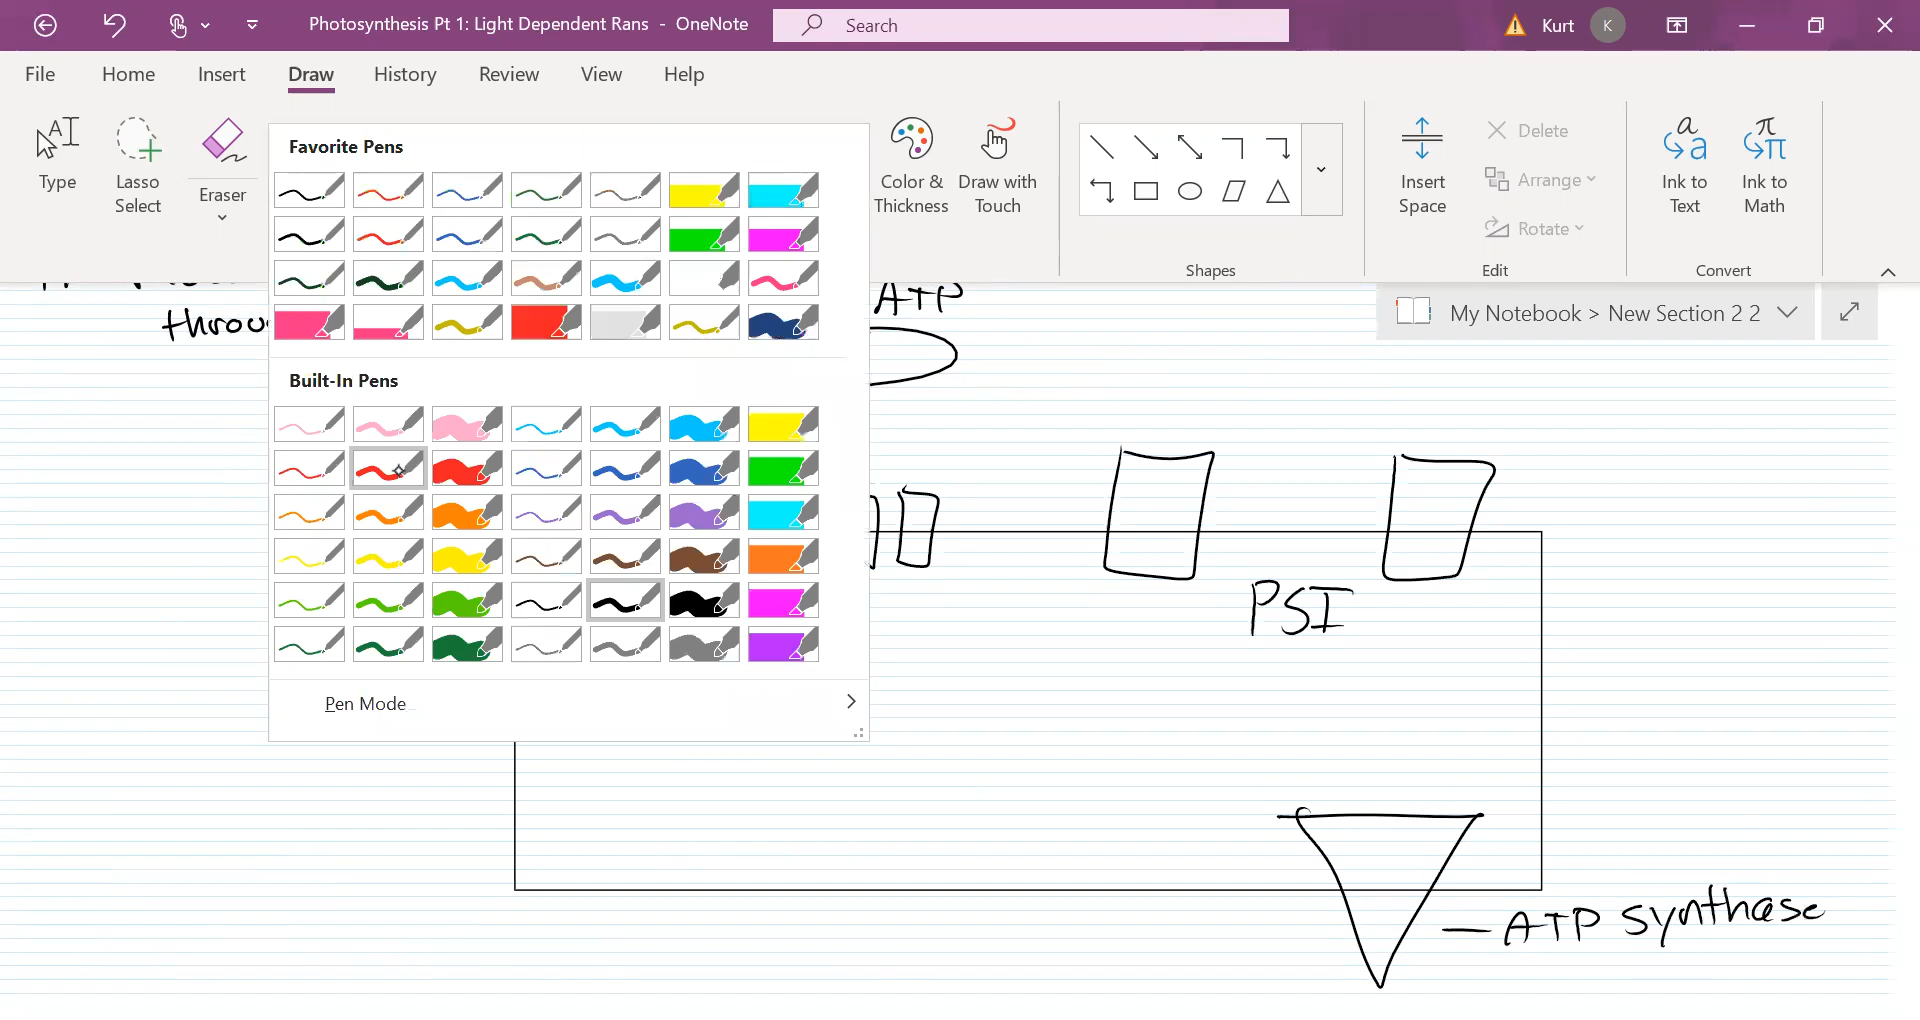 Photosynthesis Pt 1: Light Dependent Rans - OneNote
Search
Kurt
K
File
Home
Insert
Draw
History
Review
View
Help
Type
Lasso Select
Eraser
Favorite Pens
Color & Thickness
Draw with Touch
Shapes
Insert Space
Delete
Arrange
Rotate
Edit
Ink to Text
Ink to Math
Convert
My Notebook > New Section 2 2
ATP
Built-In Pens
Pen Mode
PSI
ATP synthase